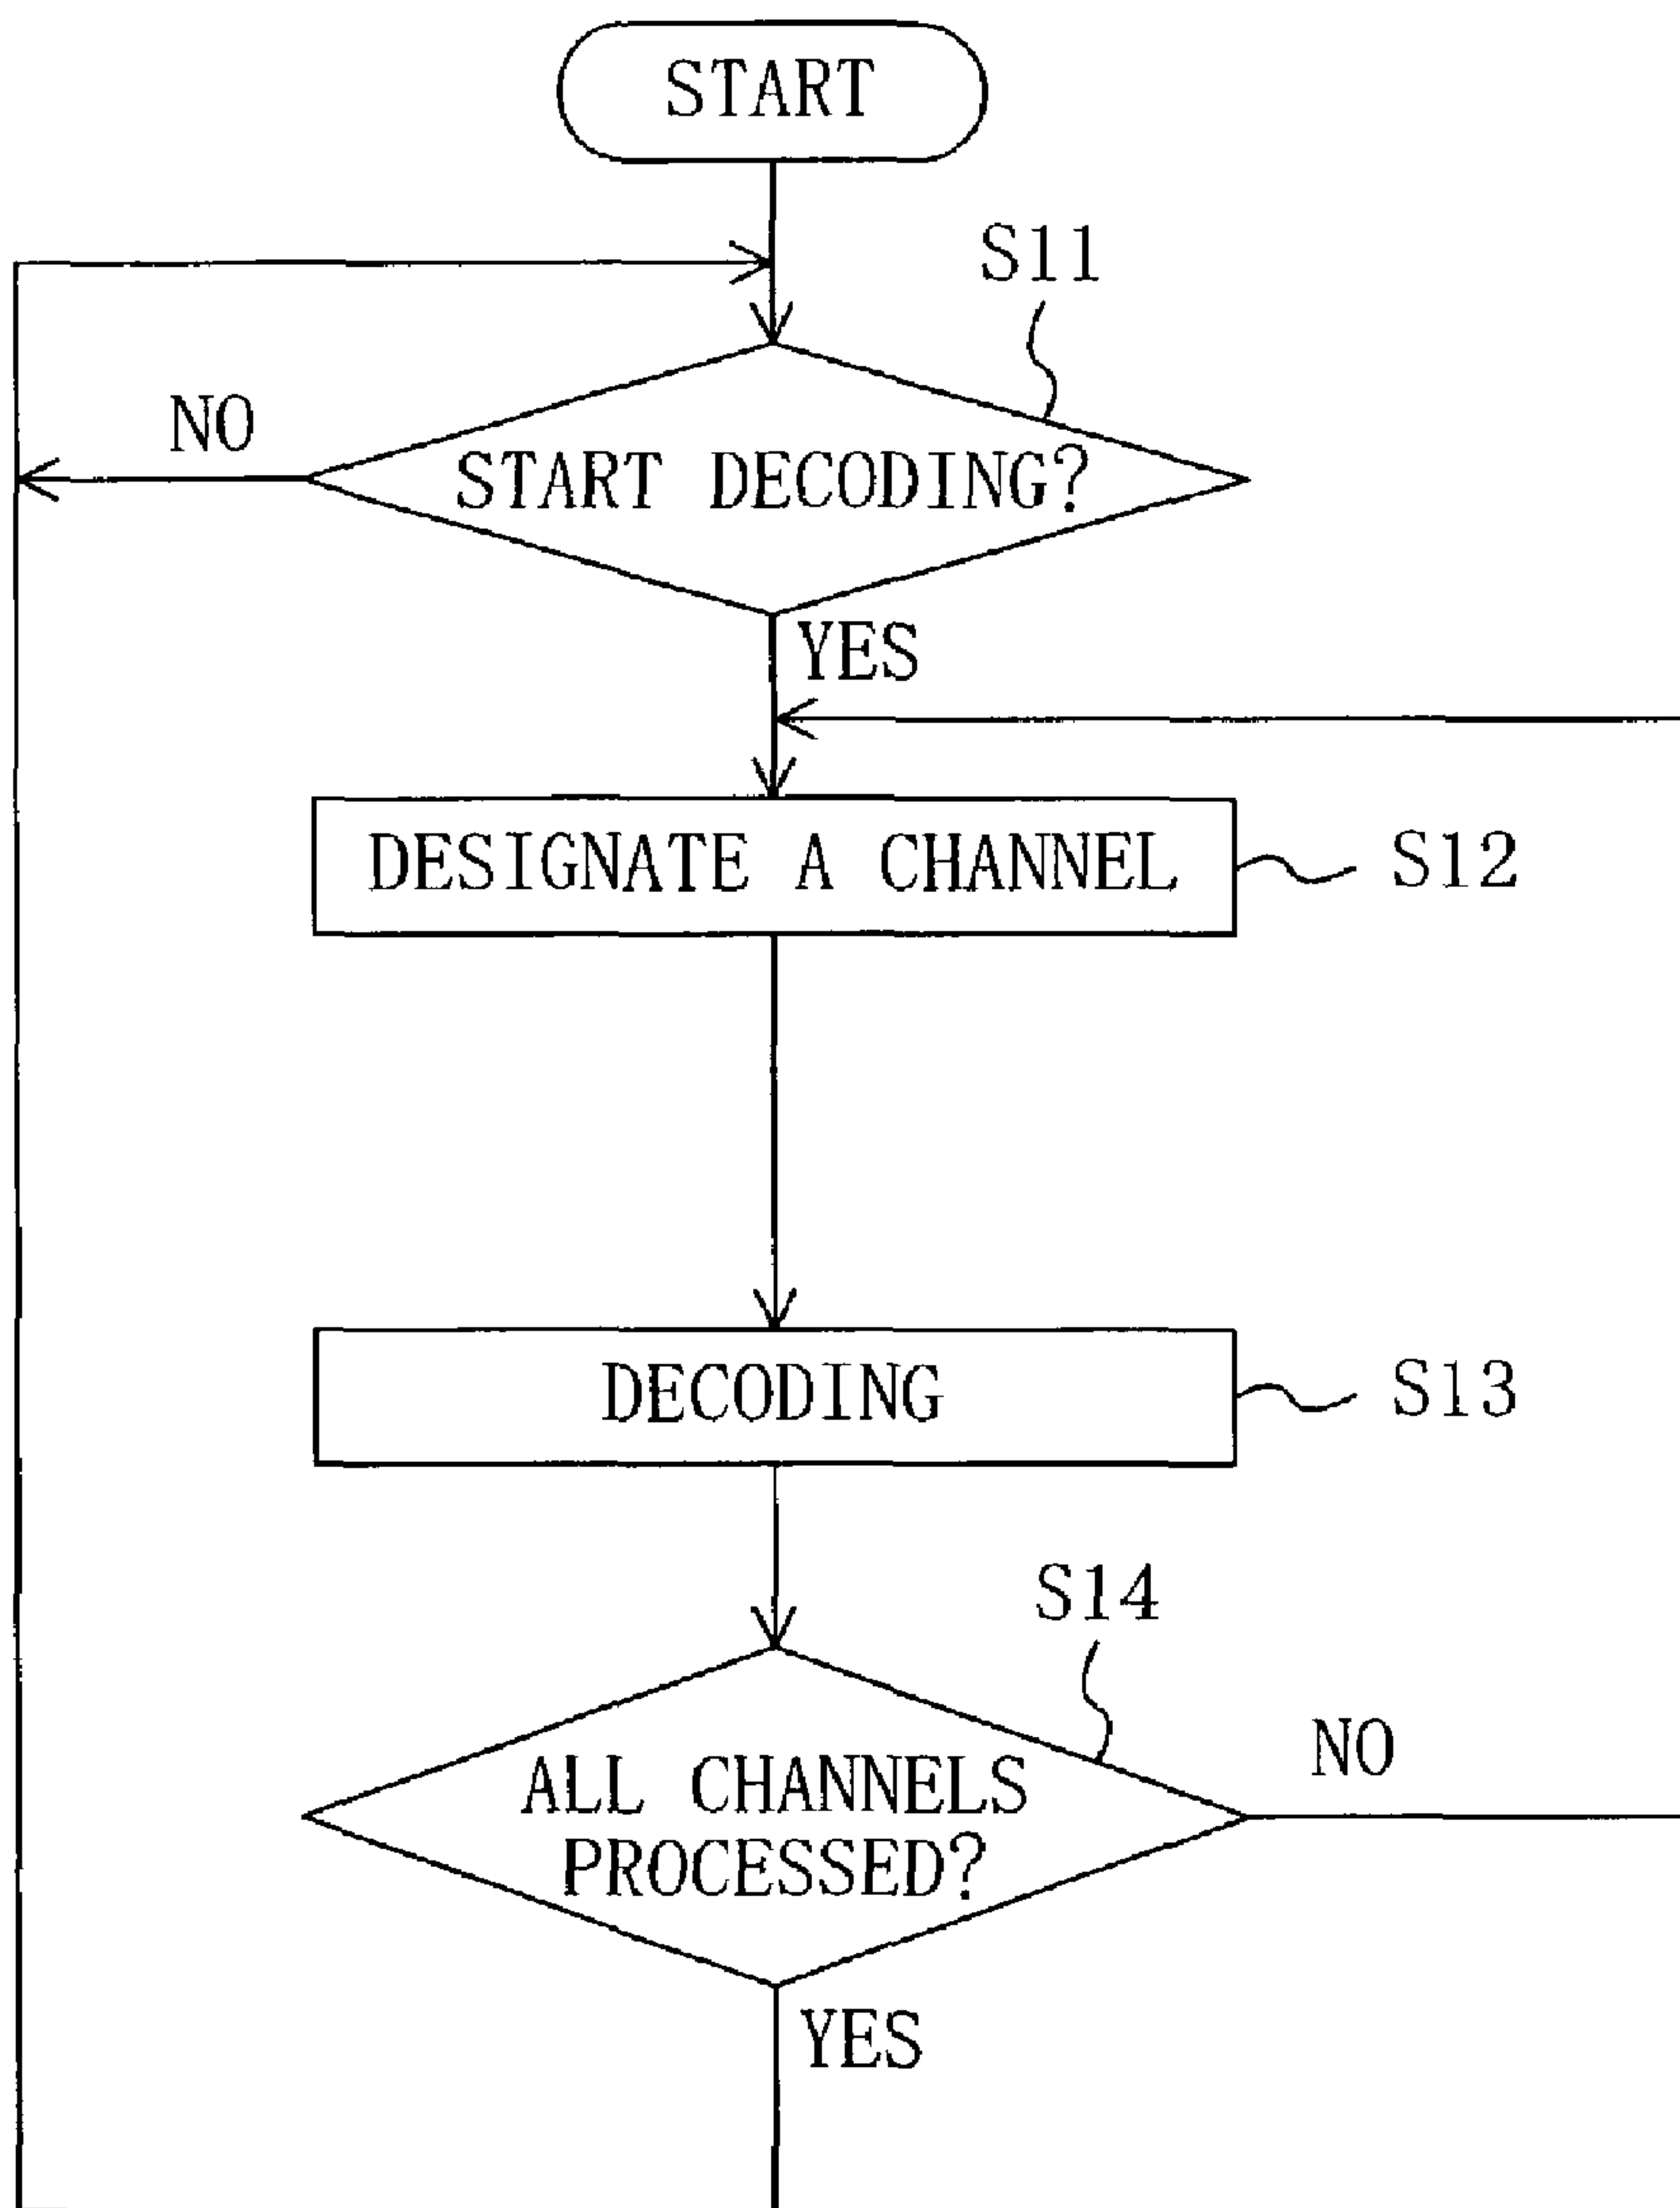 START
S11
NO
START DECODING?
YES
DESIGNATE A CHANNEL
S12
DECODING
S13
S14
NO
ALL CHANNELS
PROCESSED?
YES